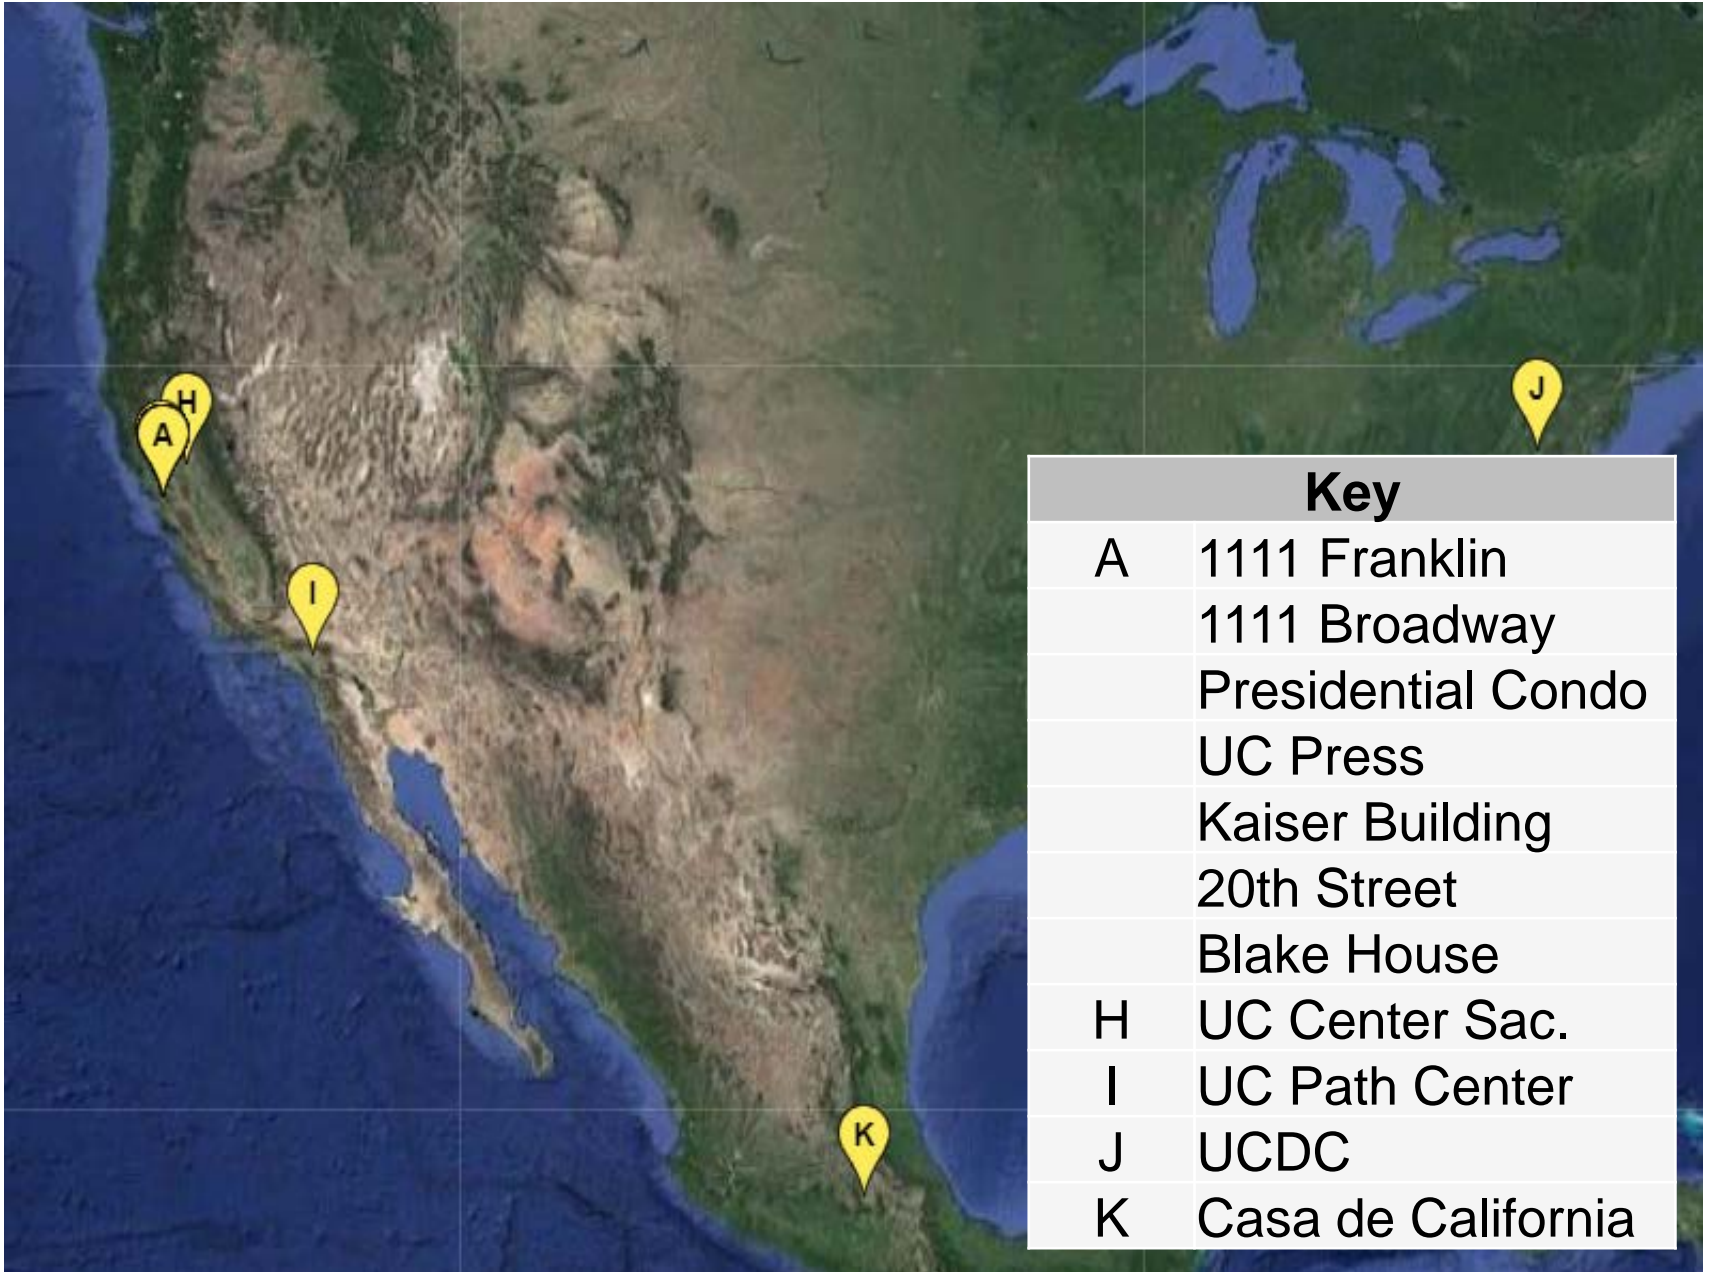 H
A
J
I
K
Key
A 1111 Franklin
1111 Broadway
Presidential Condo
UC Press
Kaiser Building
20th Street
Blake House
H UC Center Sac.
I UC Path Center
J UCDC
K Casa de California